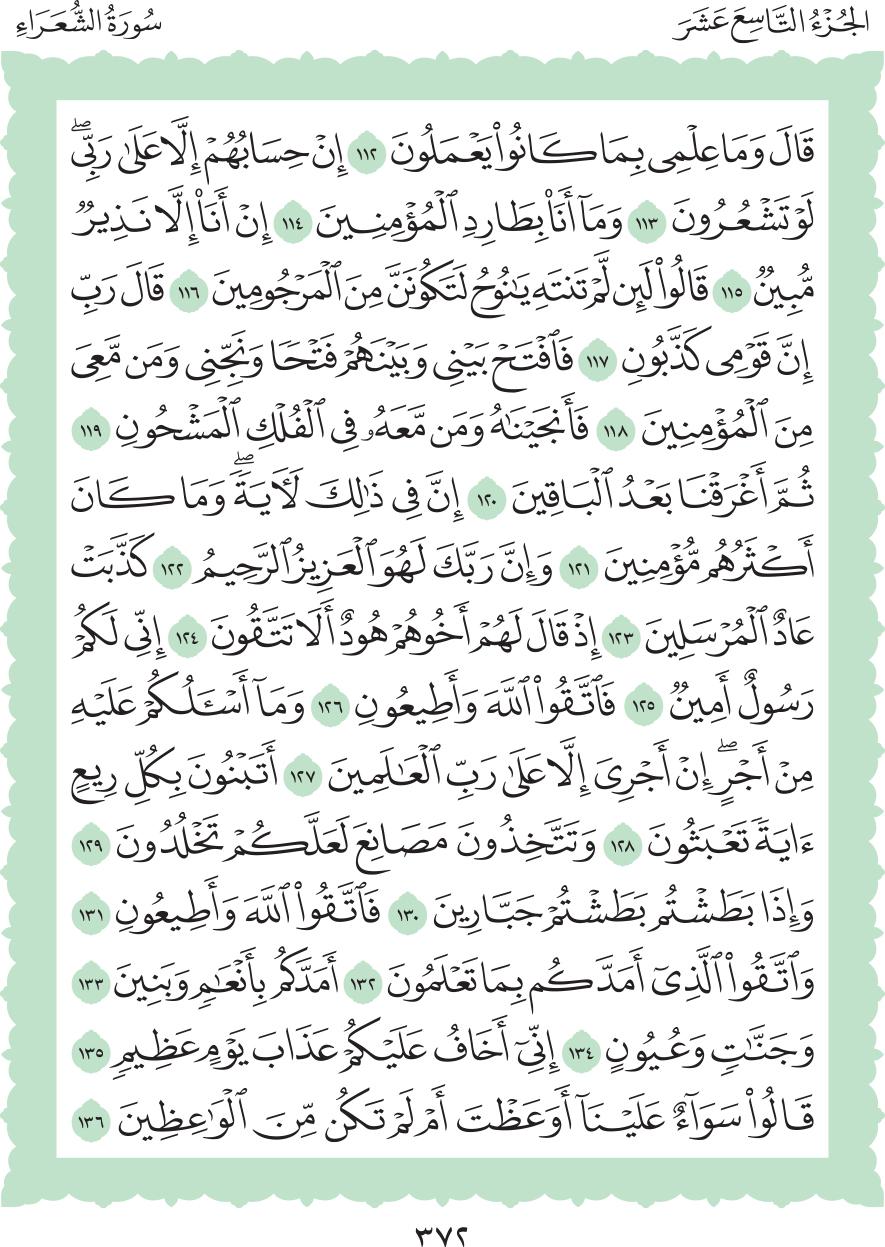 الجُزْءُ التَّاسِعَ عَشَرَ
سُورَةُ الشُّعَرَاءِ
قَالَ وَمَا عِلْمِى بِمَا كَانُوا۟ يَعْمَلُونَ ١١٢ إِنْ حِسَابُهُمْ إِلَّا عَلَىٰ رَبِّىۖ
لَوْ تَشْعُرُونَ ١١٣ وَمَآ أَنَا۠ بِطَارِدِ ٱلْمُؤْمِنِينَ ١١٤ إِنْ أَنَا۠ إِلَّا نَذِيرٌ
مُّبِينٌ ١١٥ قَالُوا۟ لَئِن لَّمْ تَنتَهِ يَٰنُوحُ لَتَكُونَنَّ مِنَ ٱلْمَرْجُومِينَ ١١٦ قَالَ رَبِّ
إِنَّ قَوْمِى كَذَّبُونِ ١١٧ فَٱفْتَحْ بَيْنِى وَبَيْنَهُمْ فَتْحًا وَنَجِّنِى وَمَن مَّعِىَ
مِنَ ٱلْمُؤْمِنِينَ ١١٨ فَأَنجَيْنَٰهُ وَمَن مَّعَهُۥ فِى ٱلْفُلْكِ ٱلْمَشْحُونِ ١١٩
ثُمَّ أَغْرَقْنَا بَعْدُ ٱلْبَاقِينَ ١٢٠ إِنَّ فِى ذَٰلِكَ لَءَايَةًۖ وَمَا كَانَ
أَكْثَرُهُم مُّؤْمِنِينَ ١٢١ وَإِنَّ رَبَّكَ لَهُوَ ٱلْعَزِيزُ ٱلرَّحِيمُ ١٢٢ كَذَّبَتْ
عَادٌ ٱلْمُرْسَلِينَ ١٢٣ إِذْ قَالَ لَهُمْ أَخُوهُمْ هُودٌ أَلَا تَتَّقُونَ ١٢٤ إِنِّى لَكُمْ
رَسُولٌ أَمِينٌ ١٢٥ فَٱتَّقُوا۟ ٱللَّهَ وَأَطِيعُونِ ١٢٦ وَمَآ أَسْـَٔلُكُمْ عَلَيْهِ
مِنْ أَجْرٍۖ إِنْ أَجْرِىَ إِلَّا عَلَىٰ رَبِّ ٱلْعَٰلَمِينَ ١٢٧ أَتَبْنُونَ بِكُلِّ رِيعٍ
ءَايَةً تَعْبَثُونَ ١٢٨ وَتَتَّخِذُونَ مَصَانِعَ لَعَلَّكُمْ تَخْلُدُونَ ١٢٩
وَإِذَا بَطَشْتُم بَطَشْتُمْ جَبَّارِينَ ١٣٠ فَٱتَّقُوا۟ ٱللَّهَ وَأَطِيعُونِ ١٣١
وَٱتَّقُوا۟ ٱلَّذِىٓ أَمَدَّكُم بِمَا تَعْلَمُونَ ١٣٢ أَمَدَّكُم بِأَنْعَٰمٍ وَبَنِينَ ١٣٣
وَجَنَّٰتٍ وَعُيُونٍ ١٣٤ إِنِّىٓ أَخَافُ عَلَيْكُمْ عَذَابَ يَوْمٍ عَظِيمٍ ١٣٥
قَالُوا۟ سَوَآءٌ عَلَيْنَآ أَوَعَظْتَ أَمْ لَمْ تَكُن مِّنَ ٱلْوَٰعِظِينَ ١٣٦
٣٧٢